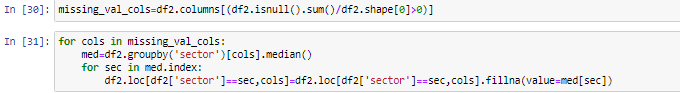 In [30]: missing_val_cols=df2.columns[(df2.isnull().sum()/df2.shape[0]>0)]
In [31]: for cols in missing_val_cols:
    med=df2.groupby('sector')[cols].median()
    for sec in med.index:
        df2.loc[df2['sector']==sec,cols]=df2.loc[df2['sector']==sec,cols].fillna(value=med[sec])